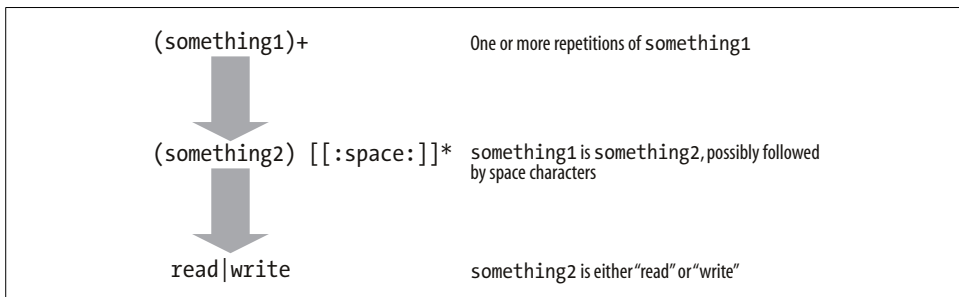 (something1)+ One or more repetitions of something1
(something2) [[:space:]]* something1 is something2, possibly followed
by space characters
read|write something2 is either “read” or “write”